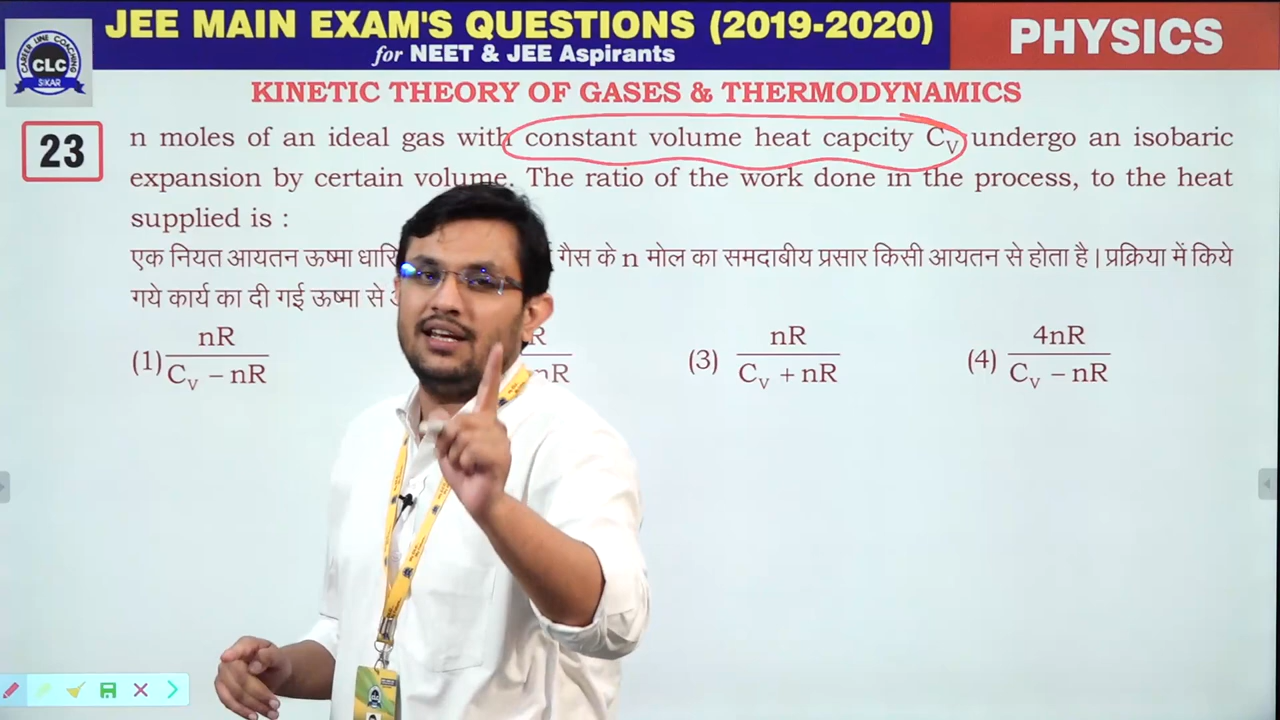 JEE MAIN EXAM'S QUESTIONS (2019-2020)
for NEET & JEE Aspirants
PHYSICS
CAREER LINE COACHING
CLC
SIKAR
KINETIC THEORY OF GASES & THERMODYNAMICS
23
n moles of an ideal gas with constant volume heat capcity C_V undergo an isobaric
expansion by certain volume. The ratio of the work done in the process, to the heat
supplied is :
एक नियत आयतन ऊष्मा गैस के n मोल का समदाबीय प्रसार किसी आयतन से होता है। प्रक्रिया में किये
गये कार्य का दी गई ऊष्मा से
(1) nR / (C_V – nR)
(3) nR / (C_V + nR)
(4) 4nR / (C_V – nR)